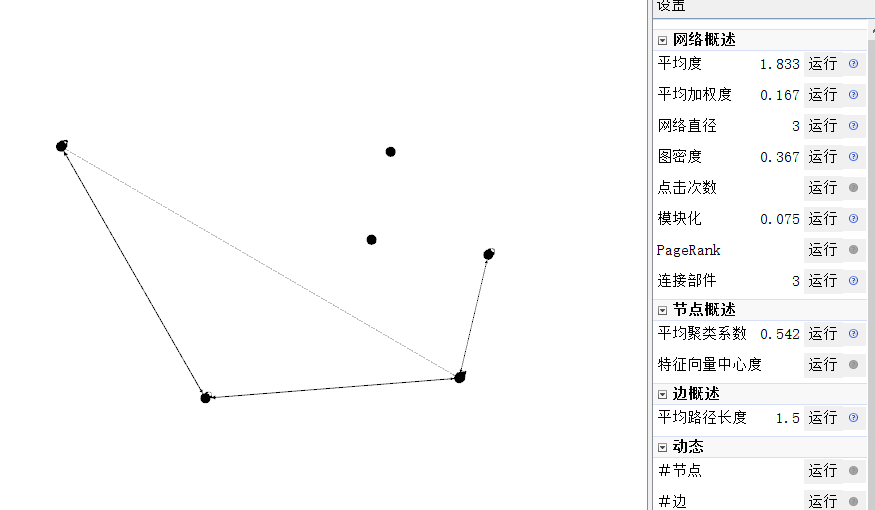 设置
网络概述
平均度 1.833 运行
平均加权度 0.167 运行
网络直径 3 运行
图密度 0.367 运行
点击次数 运行
模块化 0.075 运行
PageRank 运行
连接部件 3 运行
节点概述
平均聚类系数 0.542 运行
特征向量中心度 运行
边概述
平均路径长度 1.5 运行
动态
#节点 运行
#边 运行